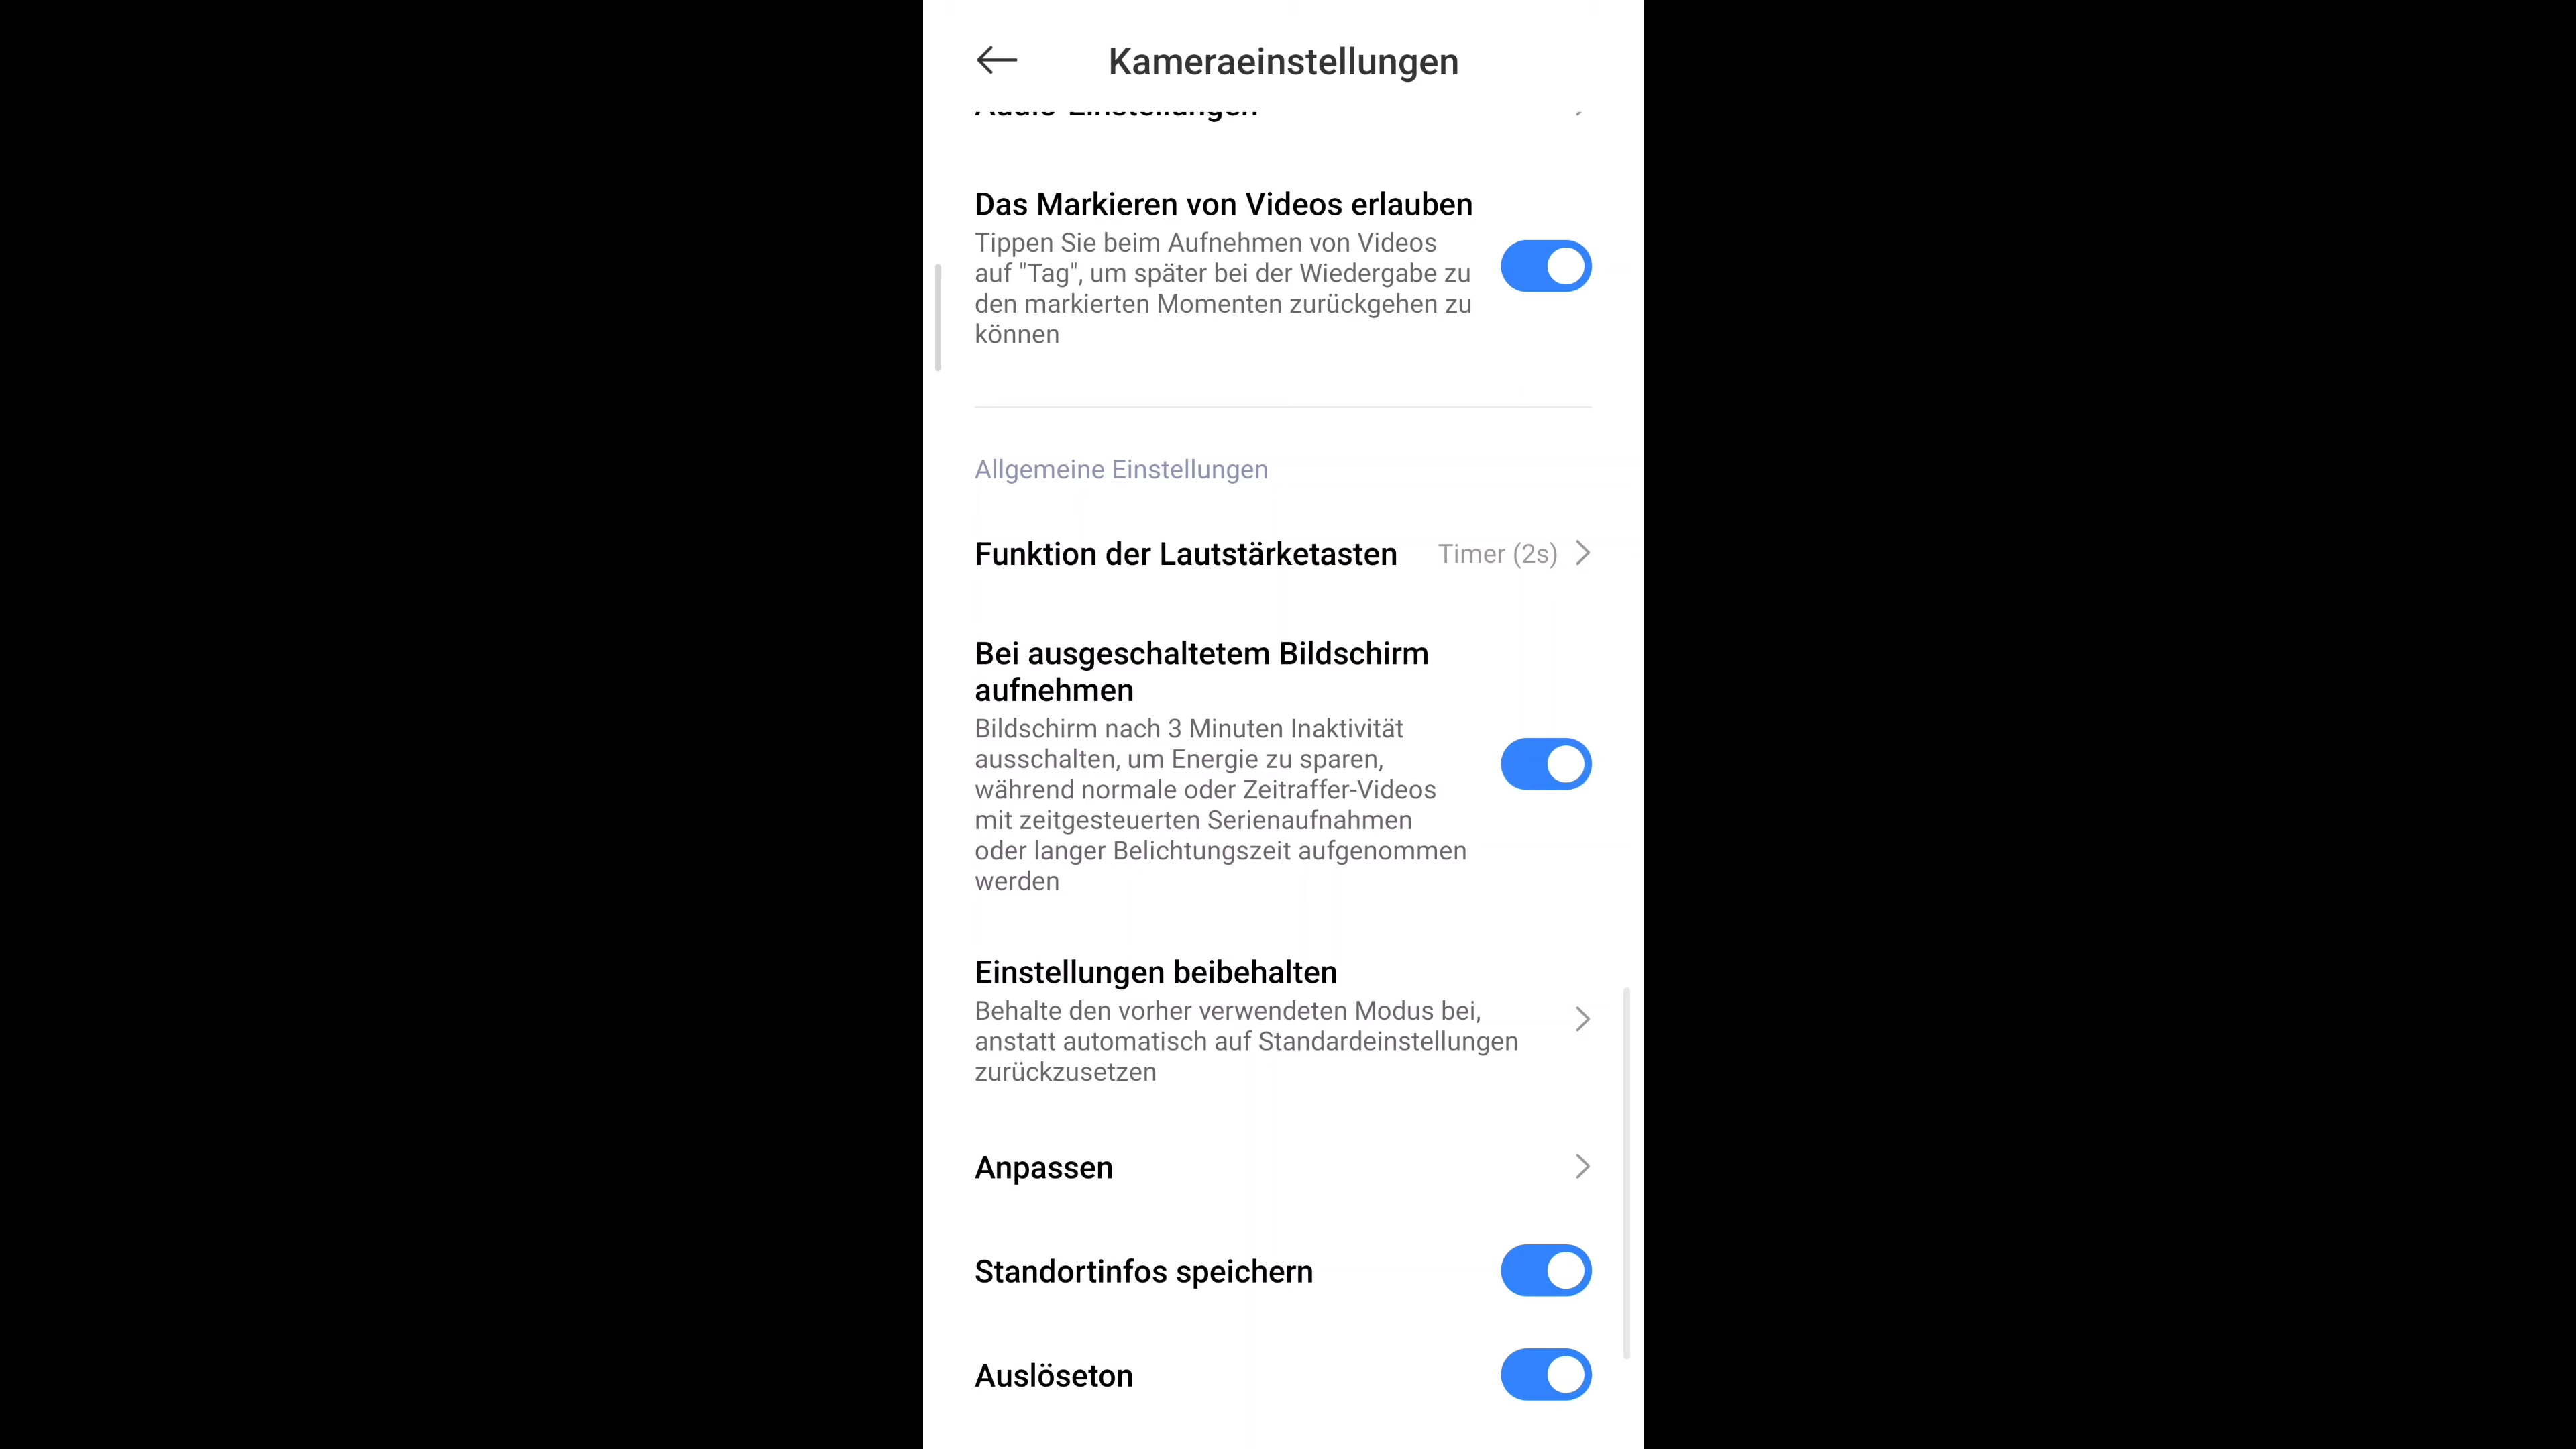 Kameraeinstellungen
Audio-Einstellungen
Das Markieren von Videos erlauben
Tippen Sie beim Aufnehmen von Videos
auf "Tag", um später bei der Wiedergabe zu
den markierten Momenten zurückgehen zu
können
Allgemeine Einstellungen
Funktion der Lautstärketasten Timer (2s)
Bei ausgeschaltetem Bildschirm
aufnehmen
Bildschirm nach 3 Minuten Inaktivität
ausschalten, um Energie zu sparen,
während normale oder Zeitraffer-Videos
mit zeitgesteuerten Serienaufnahmen
oder langer Belichtungszeit aufgenommen
werden
Einstellungen beibehalten
Behalte den vorher verwendeten Modus bei,
anstatt automatisch auf Standardeinstellungen
zurückzusetzen
Anpassen
Standortinfos speichern
Auslöseton